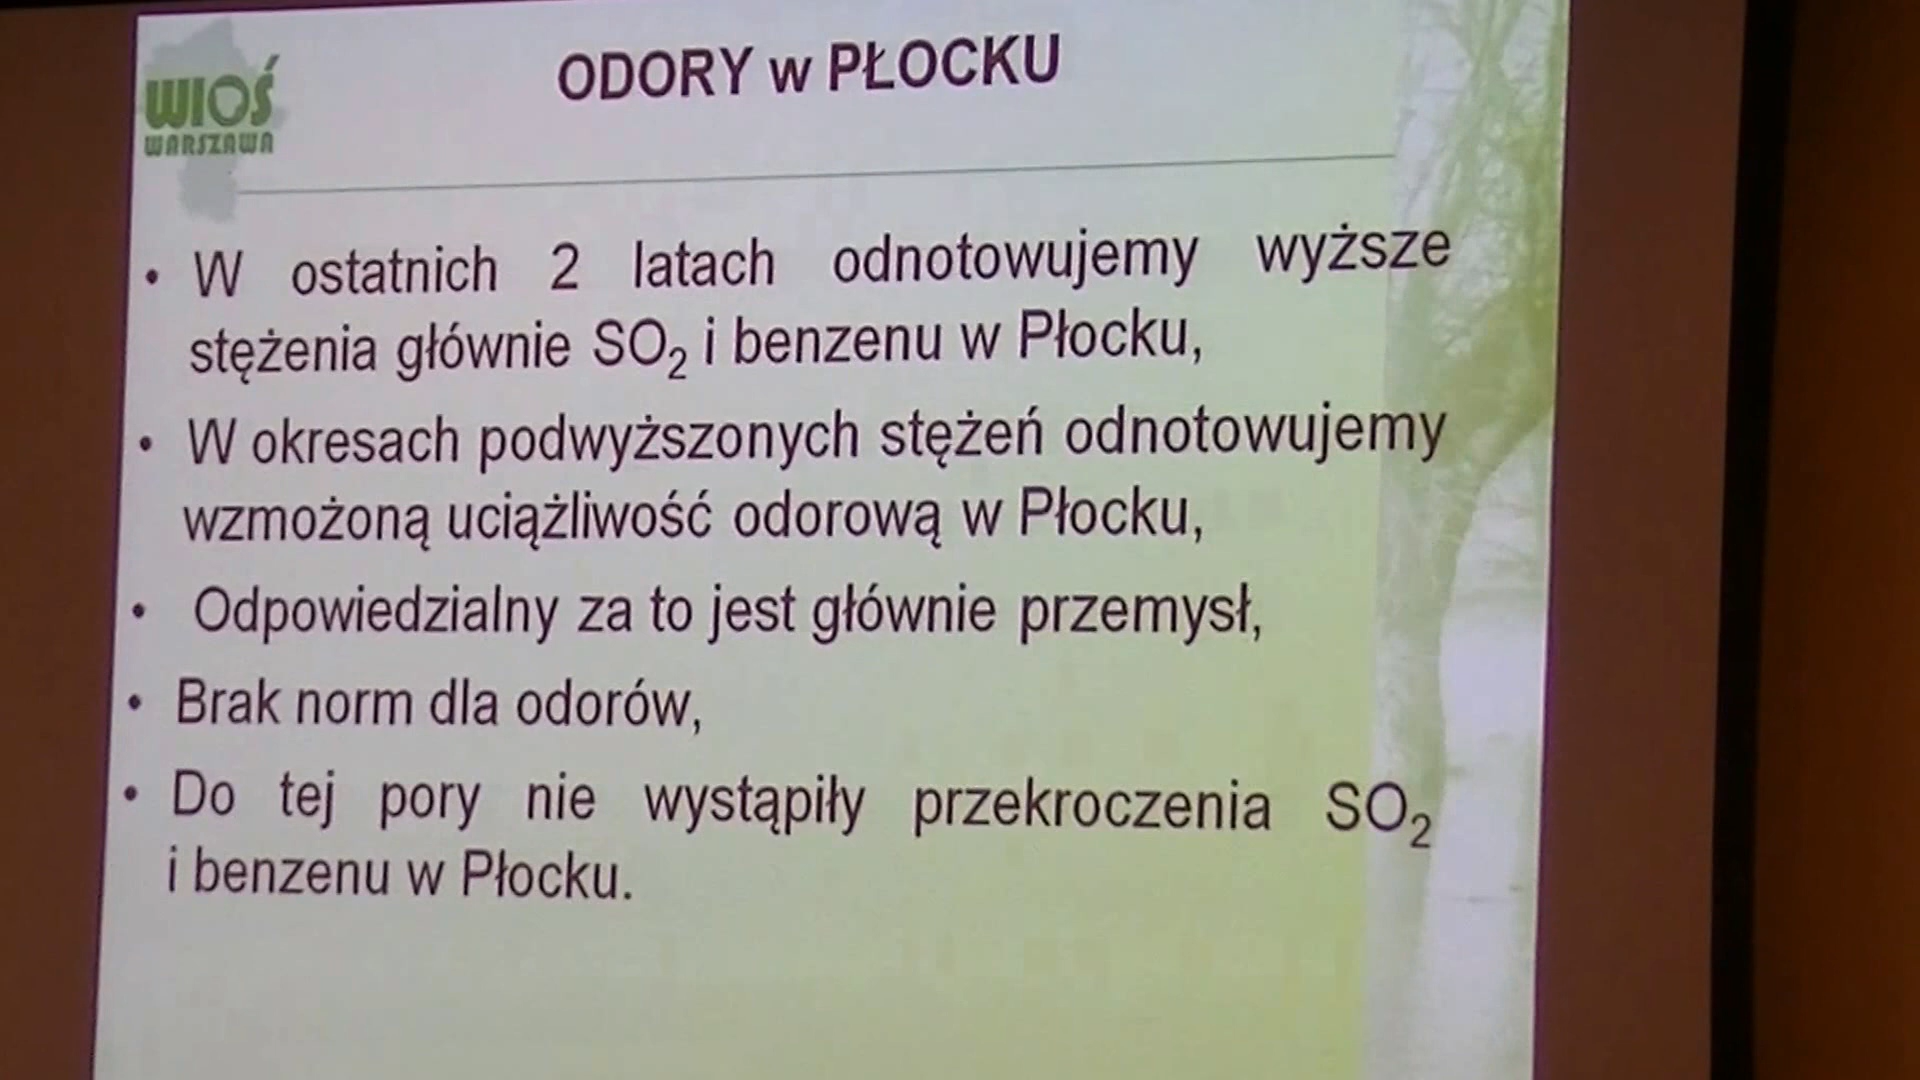 WIOŚ
WARSZAWA
ODORY w PŁOCKU
• W ostatnich 2 latach odnotowujemy wyższe
stężenia głównie SO₂ i benzenu w Płocku,
• W okresach podwyższonych stężeń odnotowujemy
wzmożoną uciążliwość odorową w Płocku,
• Odpowiedzialny za to jest głównie przemysł,
• Brak norm dla odorów,
• Do tej pory nie wystąpiły przekroczenia SO₂
i benzenu w Płocku.